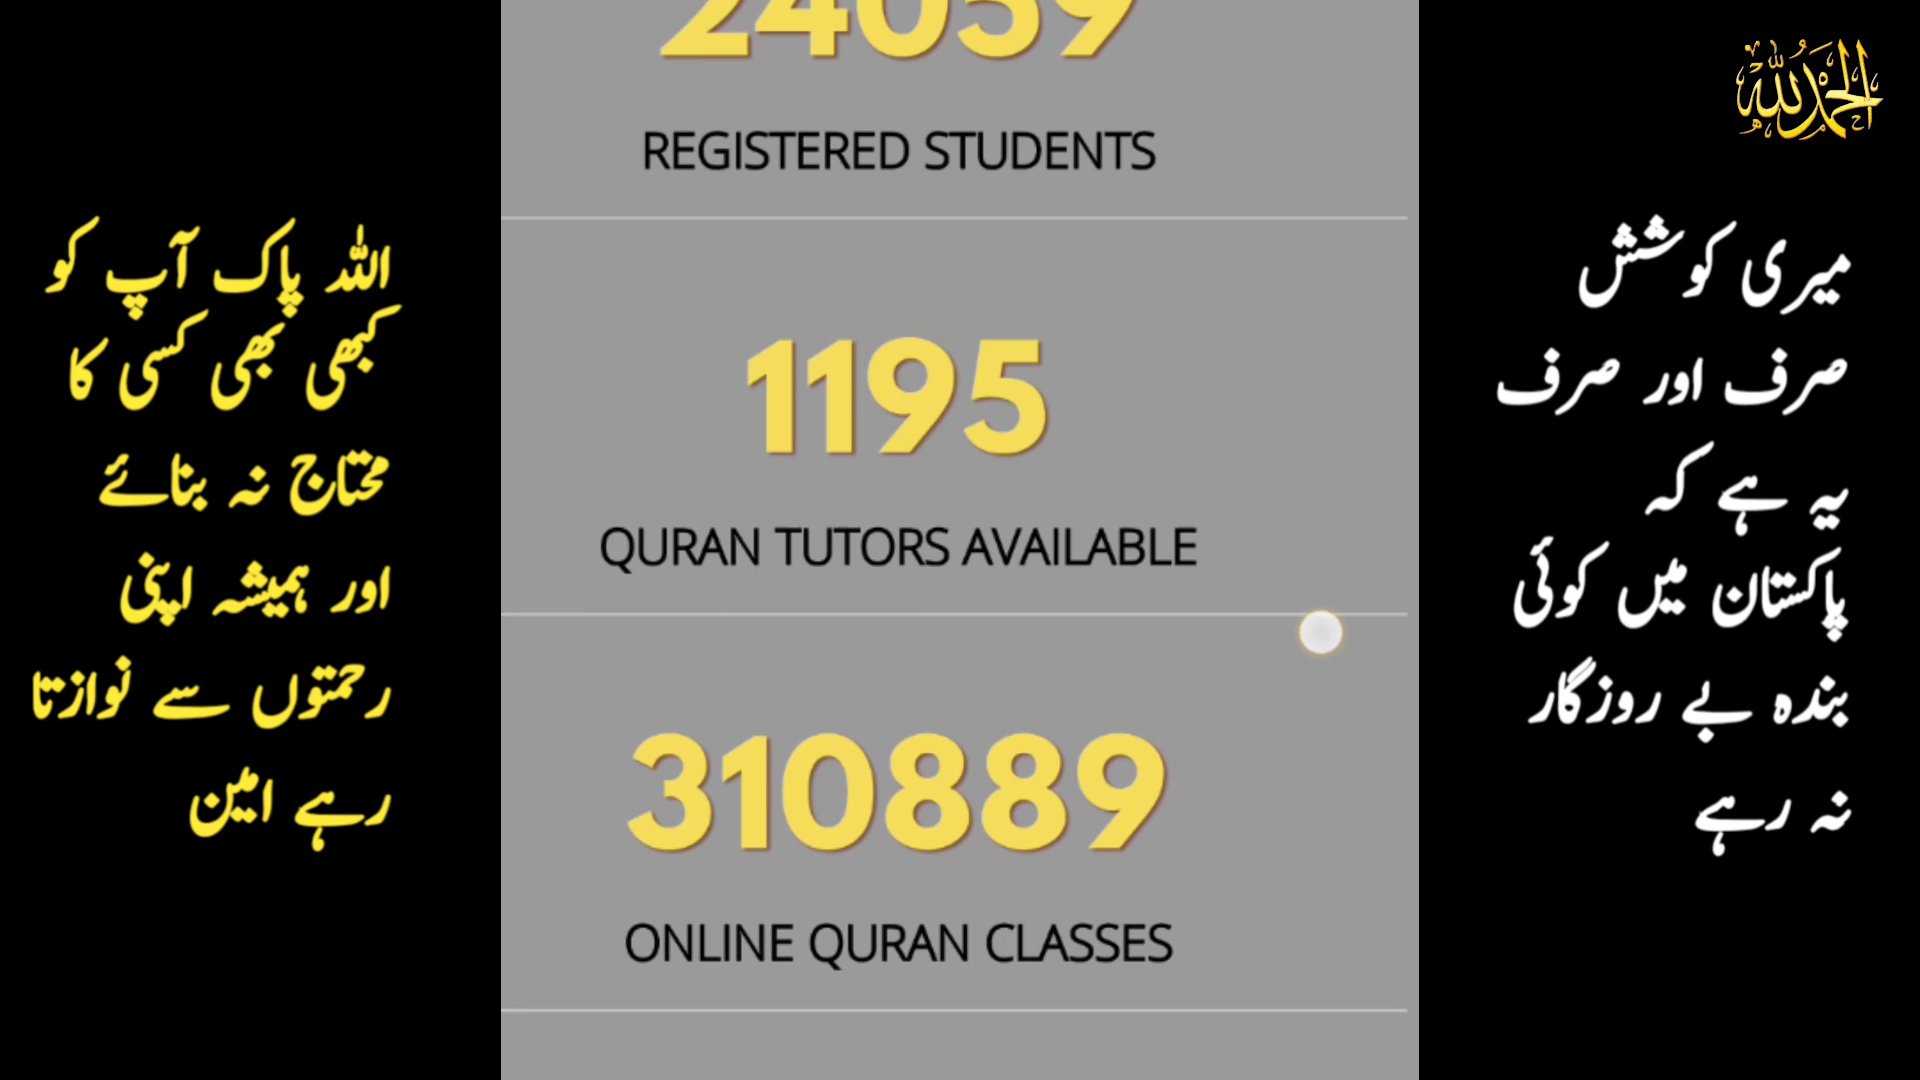 24039
REGISTERED STUDENTS
1195
QURAN TUTORS AVAILABLE
310889
ONLINE QURAN CLASSES
اللہ پاک آپ کو
کبھی بھی کسی کا
محتاج نہ بنائے
اور ہمیشہ اپنی
رحمتوں سے نوازتا
رہے امین
الحمدللہ
میری کوشش
صرف اور صرف
یہ ہے کہ
پاکستان میں کوئی
بندہ بے روزگار
نہ رہے